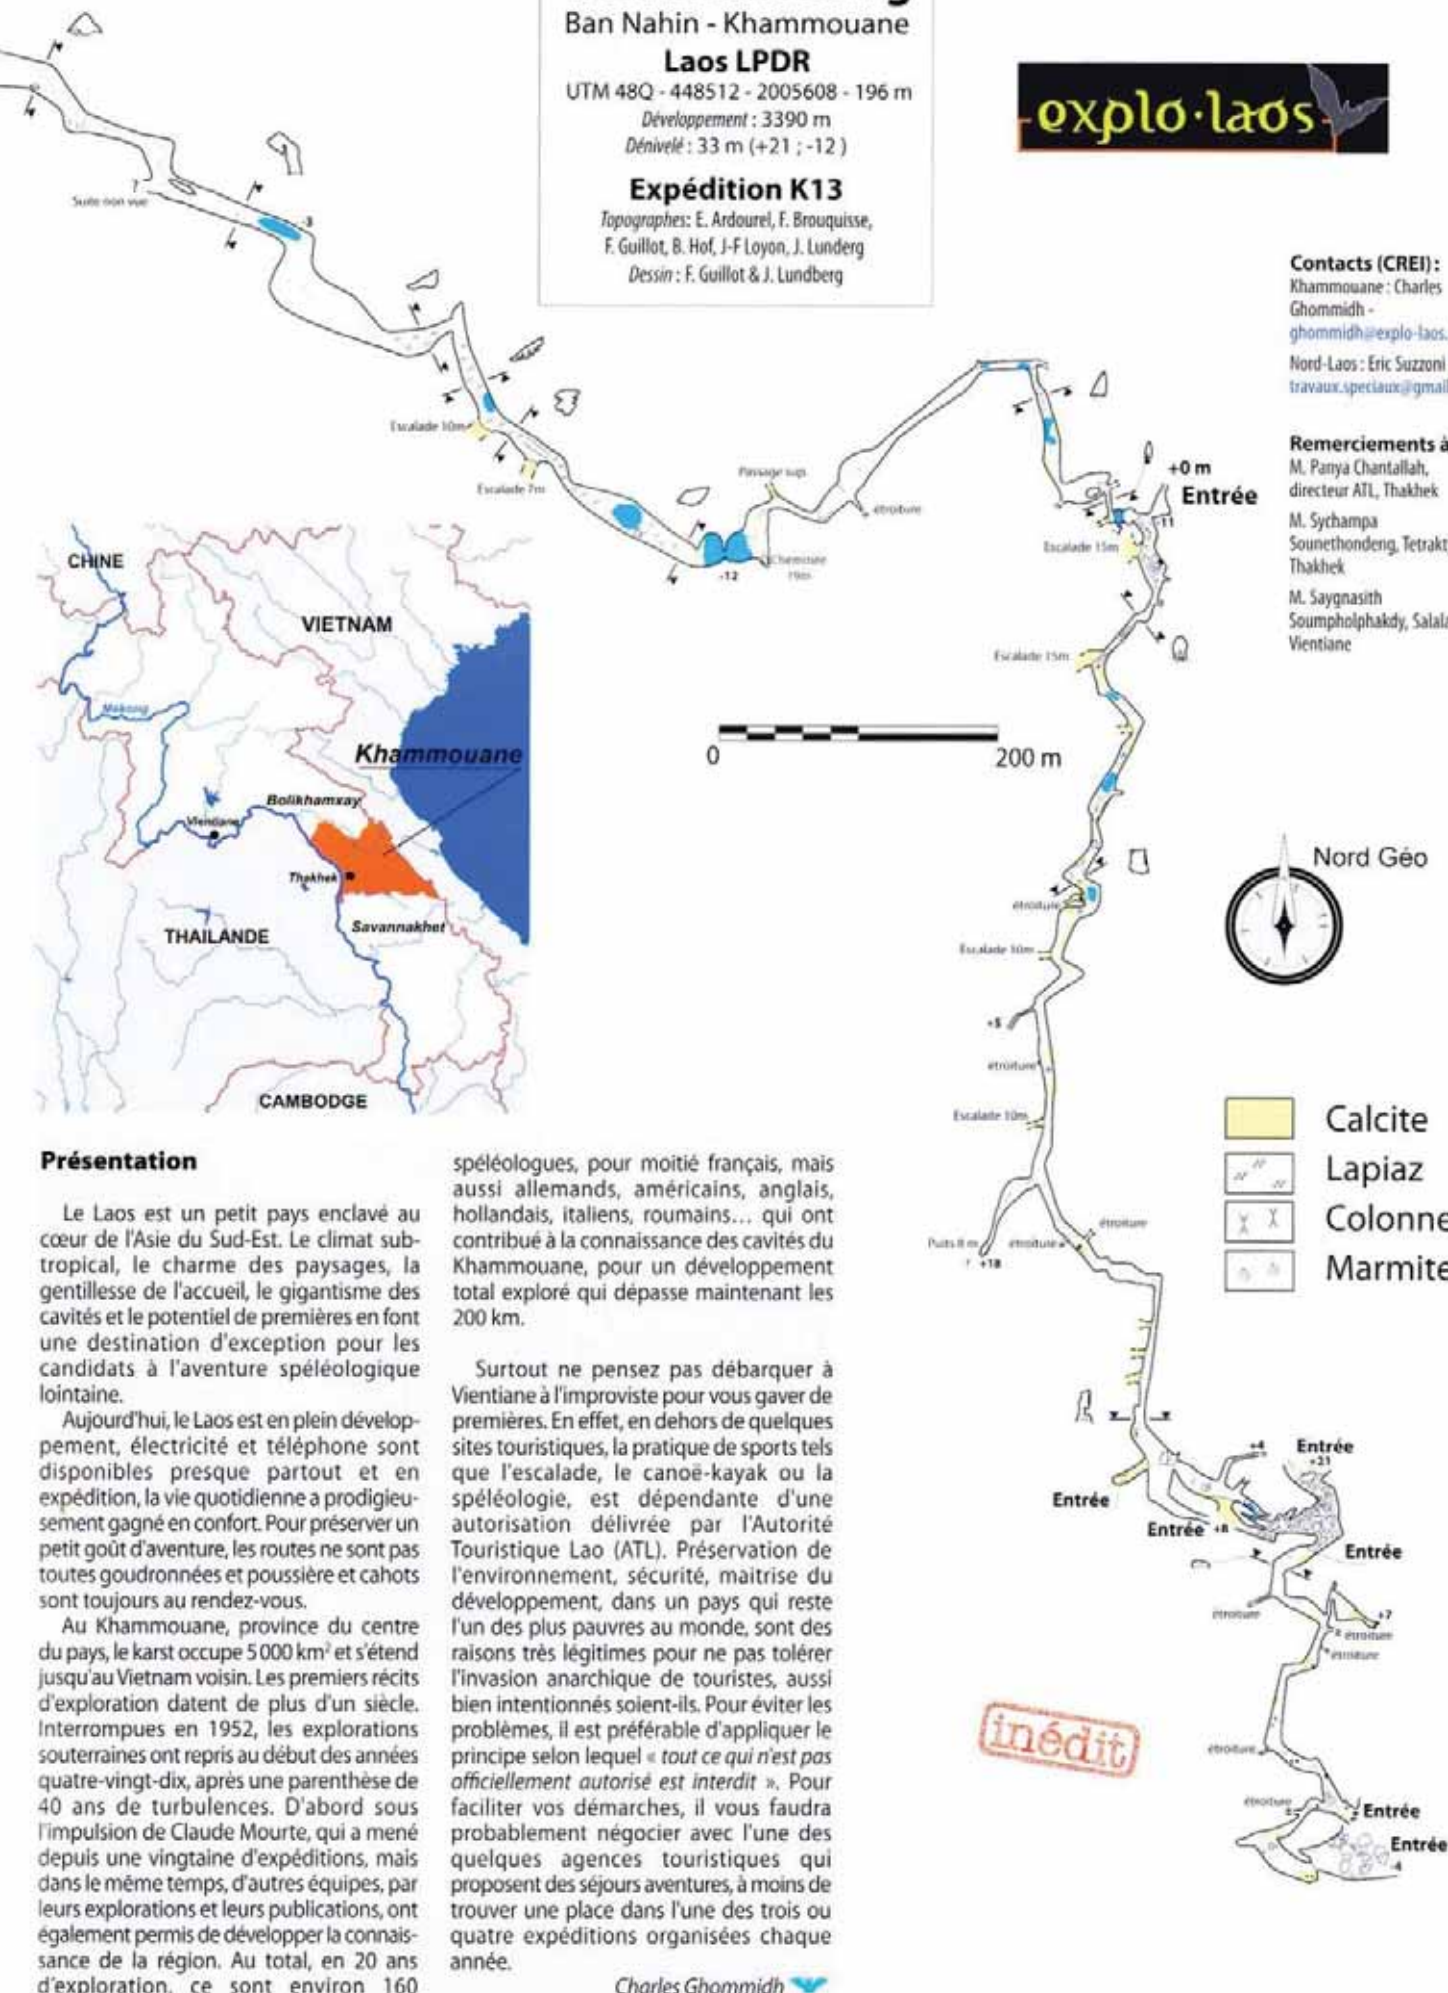 Ban Nahin - Khammouane
Laos LPDR
UTM 48Q - 448512 - 2005608 - 196 m
Développement : 3390 m
Dénivelé : 33 m (+21 ; -12 )
Expédition K13
Topographes: E. Ardourel, F. Brouquisse,
F. Guillot, B. Hof, J-F Loyon, J. Lunderg
Dessin : F. Guillot & J. Lundberg
explo·laos
Contacts (CREI) :
Khammouane : Charles
Ghommidh -
ghommidh@explo-laos.
Nord-Laos : Eric Suzzoni
travaux.speciaux@gmail
Remerciements à
M. Panya Chantallah,
directeur ATL, Thakhek
M. Sychampa
Sounethondeng, Tetrakt
Thakhek
M. Saygnasith
Soumpholphakdy, Salala
Vientiane
?
Suite non vue
-3
Escalade 10m
Escalade 7m
Passage sup.
étroiture
Cheminée
19m
-12
+0 m
Entrée
-11
Escalade 15m
Escalade 15m
0
200 m
Nord Géo
étroiture
Escalade 10m
+5
étroiture
Escalade 10m
étroiture
Puits 8 m
étroiture
? +18
Calcite
Lapiaz
Colonne
Marmite
+4
Entrée
+21
Entrée
Entrée
+8
Entrée
étroiture
+7
étroiture
étroiture
étroiture
étroiture
Entrée
Entrée
-4
inédit
CHINE
VIETNAM
Mékong
Khammouane
Bolikhamxay
Vientiane
Thakhek
THAILANDE
Savannakhet
CAMBODGE
Présentation
Le Laos est un petit pays enclavé au
cœur de l'Asie du Sud-Est. Le climat sub-
tropical, le charme des paysages, la
gentillesse de l'accueil, le gigantisme des
cavités et le potentiel de premières en font
une destination d'exception pour les
candidats à l'aventure spéléologique
lointaine.
Aujourd'hui, le Laos est en plein dévelop-
pement, électricité et téléphone sont
disponibles presque partout et en
expédition, la vie quotidienne a prodigieu-
sement gagné en confort. Pour préserver un
petit goût d'aventure, les routes ne sont pas
toutes goudronnées et poussière et cahots
sont toujours au rendez-vous.
Au Khammouane, province du centre
du pays, le karst occupe 5 000 km² et s'étend
jusqu'au Vietnam voisin. Les premiers récits
d'exploration datent de plus d'un siècle.
Interrompues en 1952, les explorations
souterraines ont repris au début des années
quatre-vingt-dix, après une parenthèse de
40 ans de turbulences. D'abord sous
l'impulsion de Claude Mourte, qui a mené
depuis une vingtaine d'expéditions, mais
dans le même temps, d'autres équipes, par
leurs explorations et leurs publications, ont
également permis de développer la connais-
sance de la région. Au total, en 20 ans
d'exploration, ce sont environ 160
spéléologues, pour moitié français, mais
aussi allemands, américains, anglais,
hollandais, italiens, roumains… qui ont
contribué à la connaissance des cavités du
Khammouane, pour un développement
total exploré qui dépasse maintenant les
200 km.
Surtout ne pensez pas débarquer à
Vientiane à l'improviste pour vous gaver de
premières. En effet, en dehors de quelques
sites touristiques, la pratique de sports tels
que l'escalade, le canoë-kayak ou la
spéléologie, est dépendante d'une
autorisation délivrée par l'Autorité
Touristique Lao (ATL). Préservation de
l'environnement, sécurité, maitrise du
développement, dans un pays qui reste
l'un des plus pauvres au monde, sont des
raisons très légitimes pour ne pas tolérer
l'invasion anarchique de touristes, aussi
bien intentionnés soient-ils. Pour éviter les
problèmes, il est préférable d'appliquer le
principe selon lequel « tout ce qui n'est pas
officiellement autorisé est interdit ». Pour
faciliter vos démarches, il vous faudra
probablement négocier avec l'une des
quelques agences touristiques qui
proposent des séjours aventures, à moins de
trouver une place dans l'une des trois ou
quatre expéditions organisées chaque
année.
Charles Ghommidh